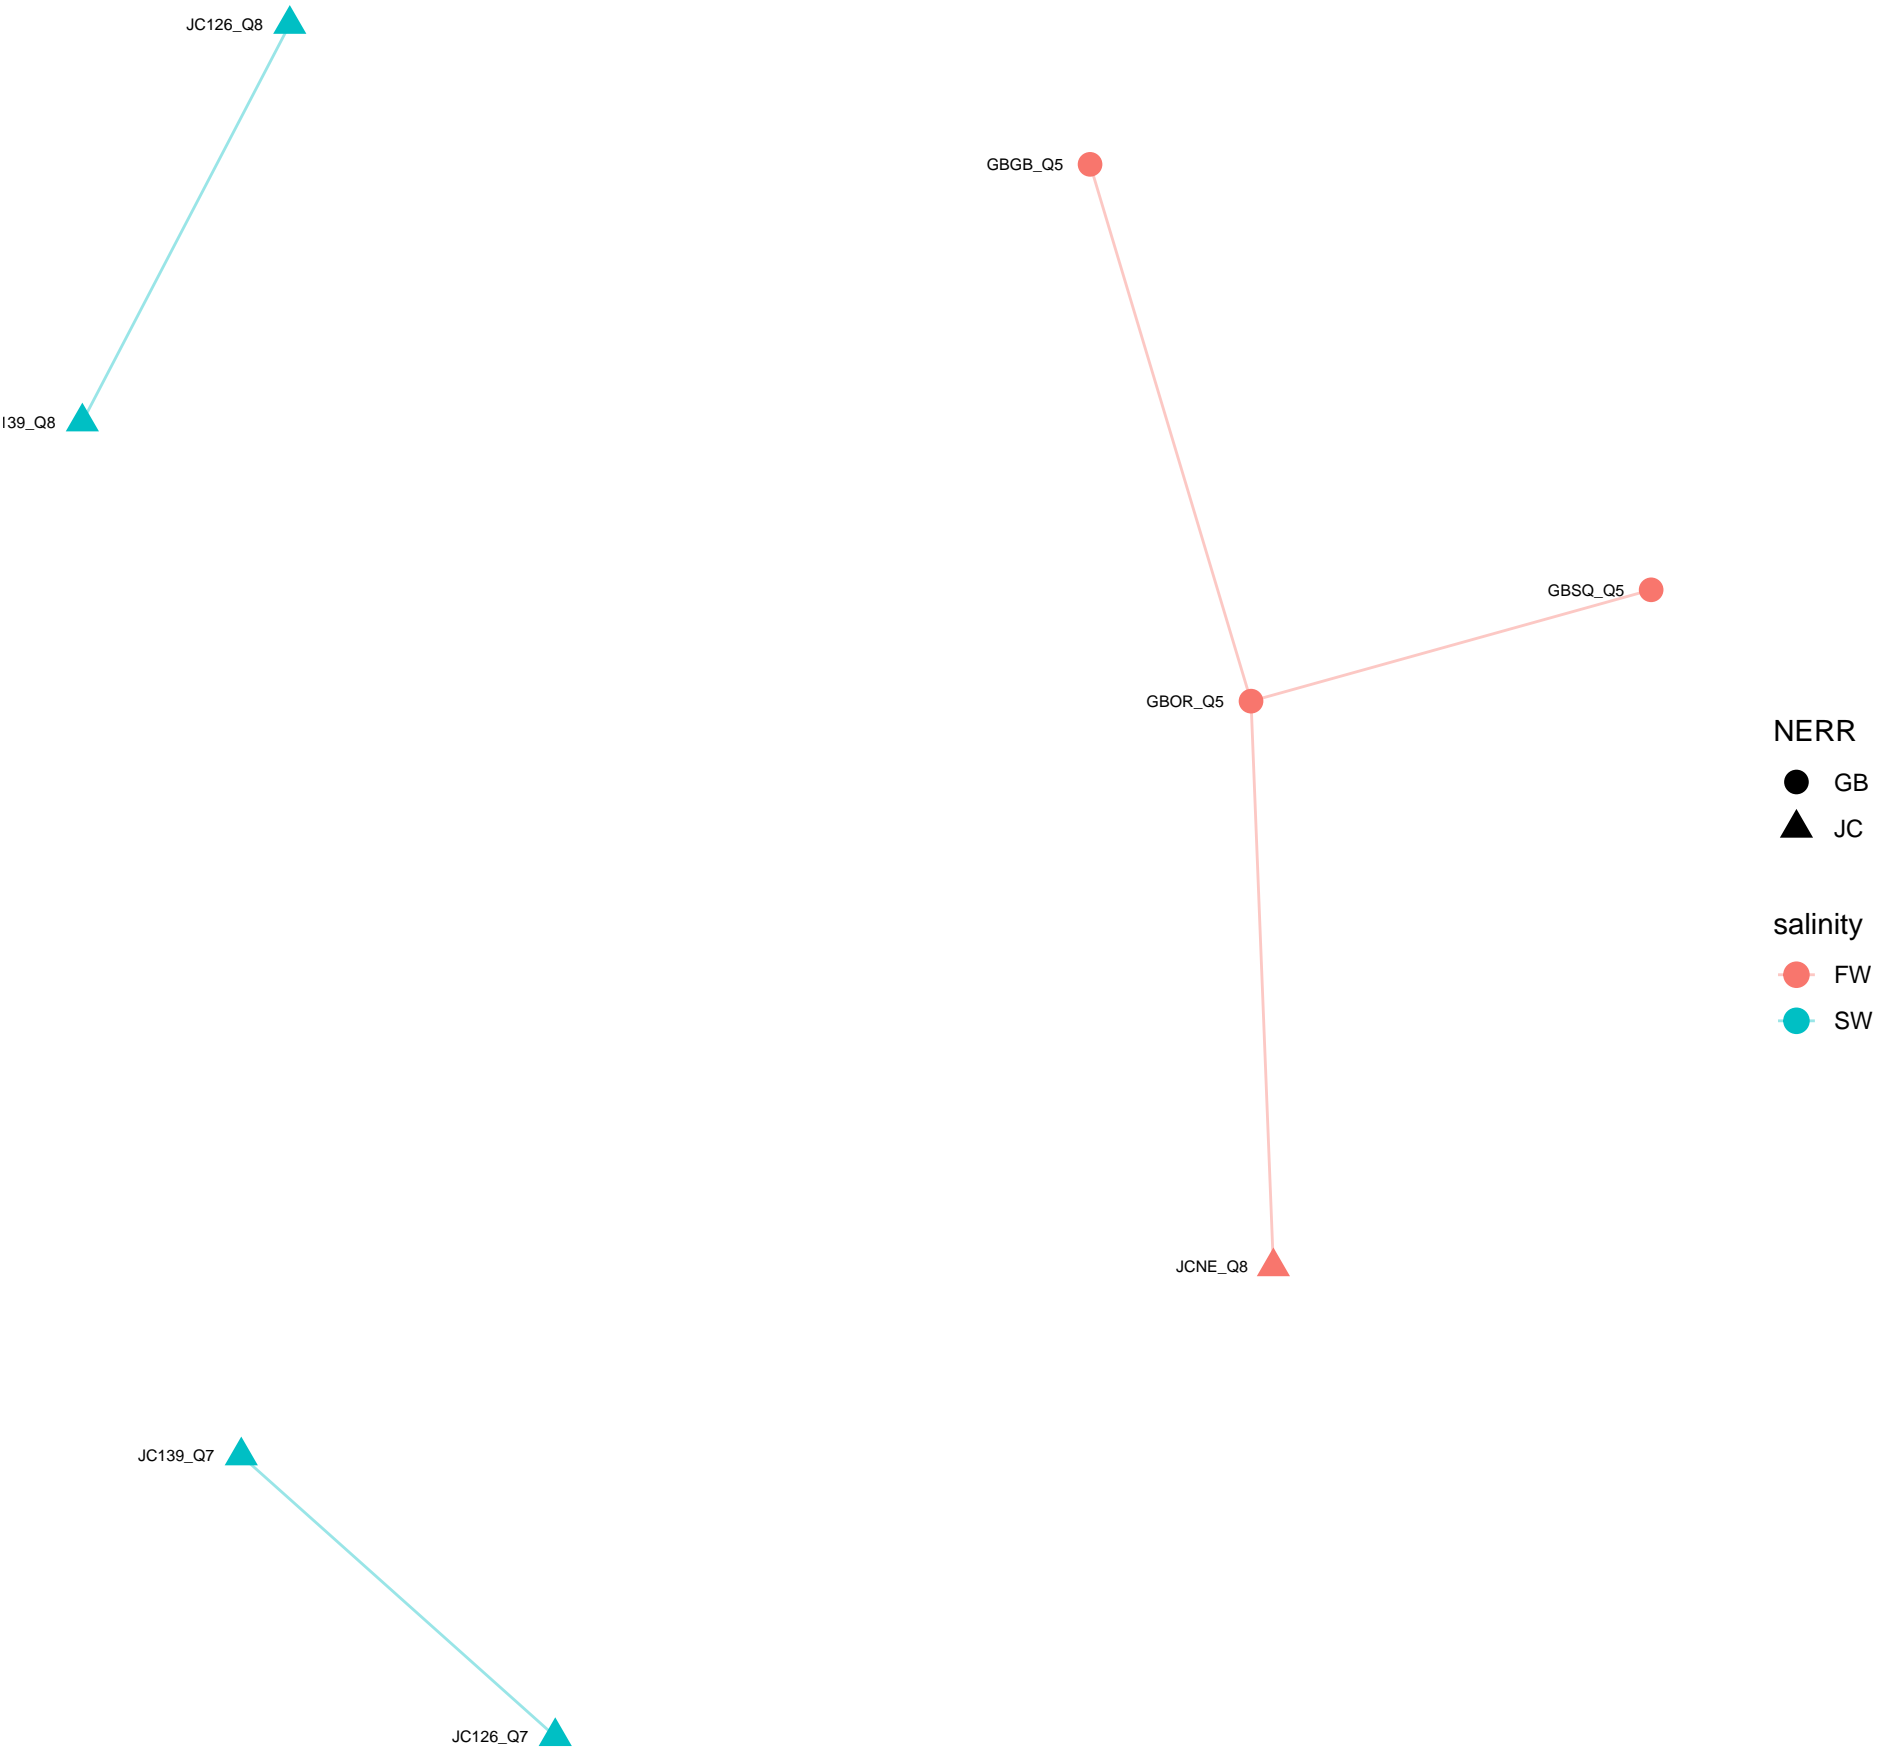 JC126_Q8
GBGB_Q5
139_Q8
GBSQ_Q5
GBOR_Q5
NERR
GB
JC
salinity
FW
SW
JCNE_Q8
JC139_Q7
JC126_Q7